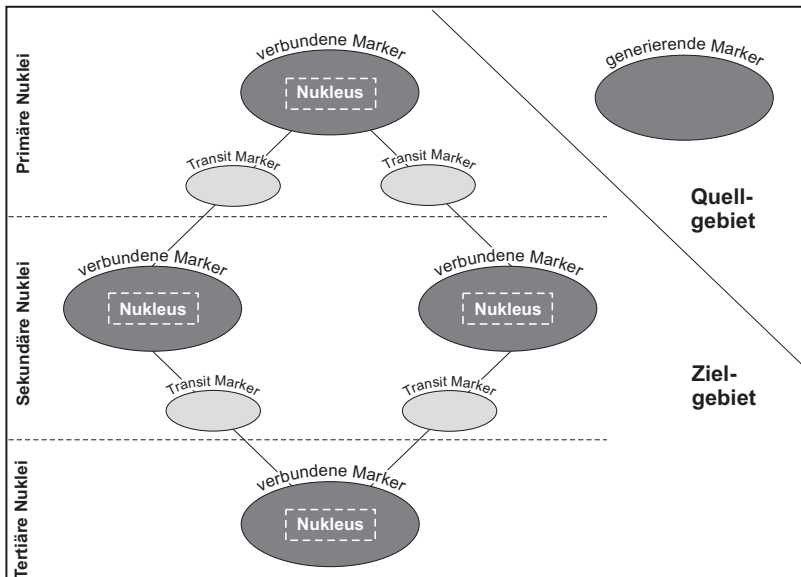 Primäre Nuklei
verbundene Marker
Nukleus
Transit Marker
Transit Marker
generierende Marker
Quell-
gebiet
Sekundäre Nuklei
verbundene Marker
Nukleus
verbundene Marker
Nukleus
Transit Marker
Transit Marker
Ziel-
gebiet
Tertiäre Nuklei
verbundene Marker
Nukleus